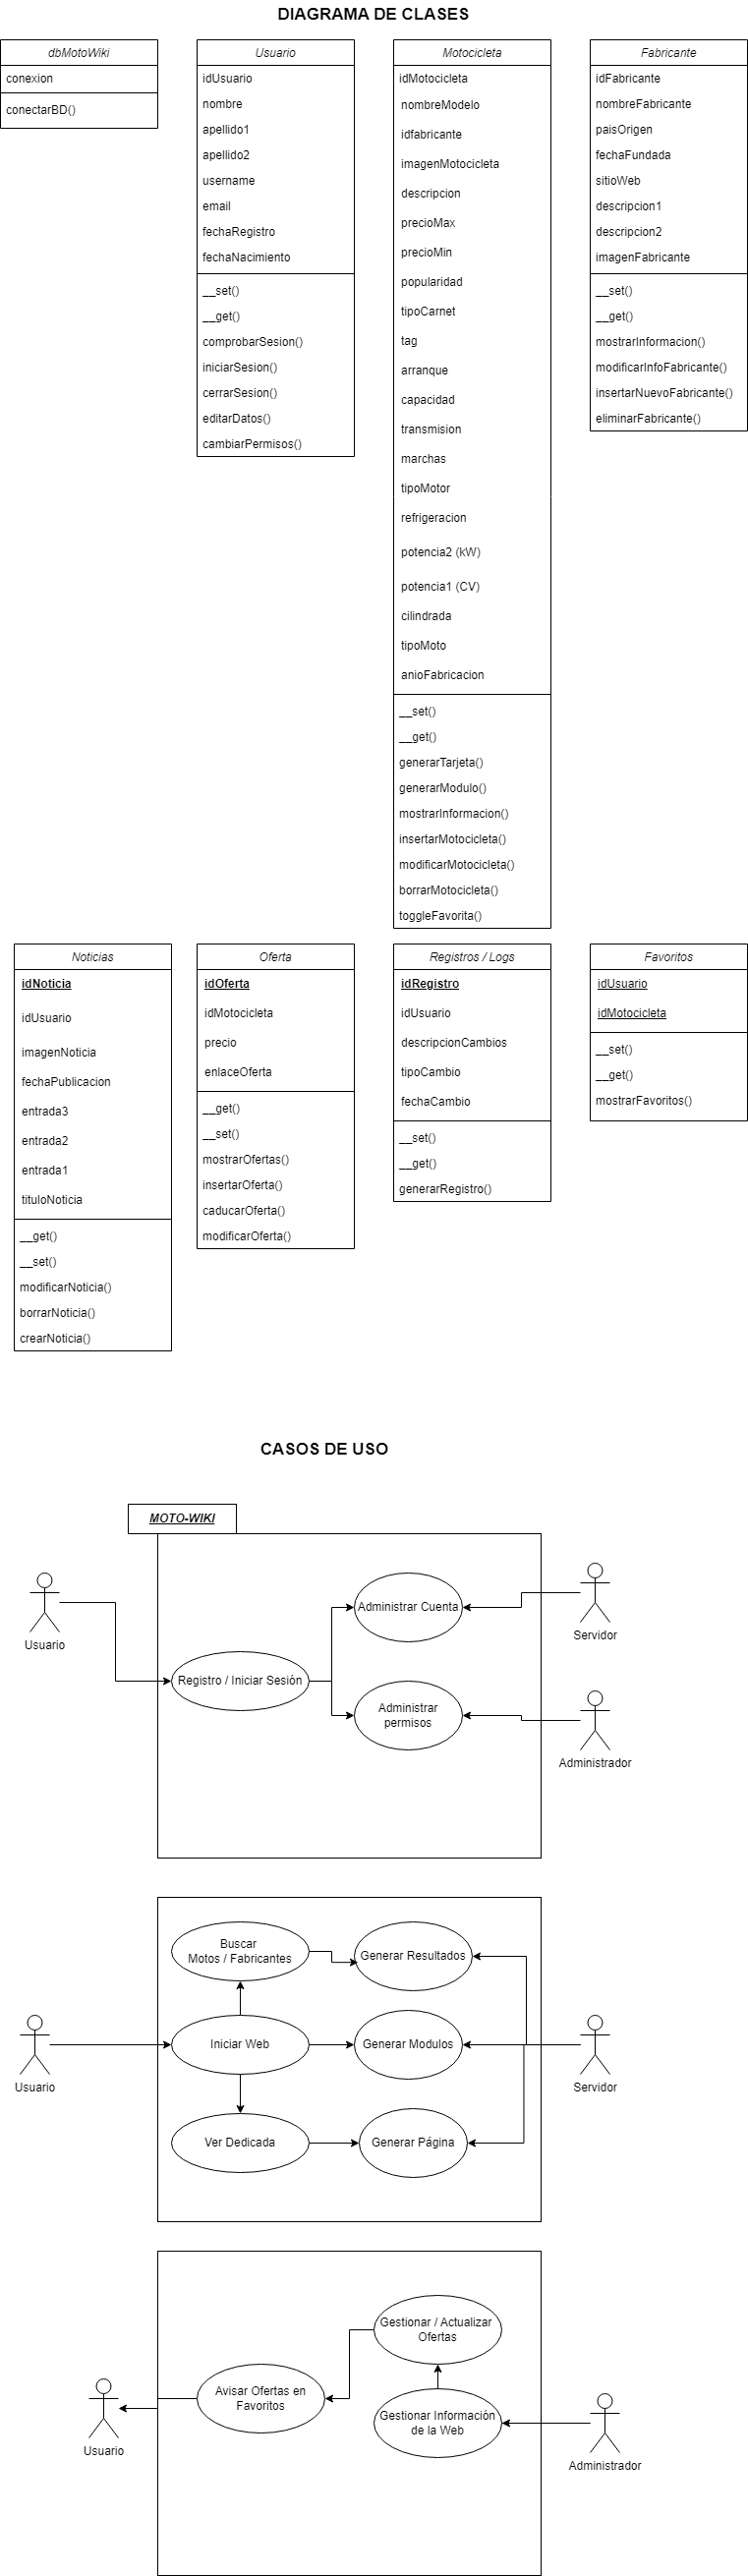 DIAGRAMA DE CLASES
dbMotoWiki
conexion
conectarBD()
Usuario
idUsuario
nombre
apellido1
apellido2
username
email
fechaRegistro
fechaNacimiento
__set()
__get()
comprobarSesion()
iniciarSesion()
cerrarSesion()
editarDatos()
cambiarPermisos()
Motocicleta
idMotocicleta
nombreModelo
idfabricante
imagenMotocicleta
descripcion
precioMax
precioMin
popularidad
tipoCarnet
tag
arranque
capacidad
transmision
marchas
tipoMotor
refrigeracion
potencia2 (kW)
potencia1 (CV)
cilindrada
tipoMoto
anioFabricacion
__set()
__get()
generarTarjeta()
generarModulo()
mostrarInformacion()
insertarMotocicleta()
modificarMotocicleta()
borrarMotocicleta()
toggleFavorita()
Fabricante
idFabricante
nombreFabricante
paisOrigen
fechaFundada
sitioWeb
descripcion1
descripcion2
imagenFabricante
__set()
__get()
mostrarInformacion()
modificarInfoFabricante()
insertarNuevoFabricante()
eliminarFabricante()
Noticias
idNoticia
idUsuario
imagenNoticia
fechaPublicacion
entrada3
entrada2
entrada1
tituloNoticia
__get()
__set()
modificarNoticia()
borrarNoticia()
crearNoticia()
Oferta
idOferta
idMotocicleta
precio
enlaceOferta
__get()
__set()
mostrarOfertas()
insertarOferta()
caducarOferta()
modificarOferta()
Registros / Logs
idRegistro
idUsuario
descripcionCambios
tipoCambio
fechaCambio
__set()
__get()
generarRegistro()
Favoritos
idUsuario
idMotocicleta
__set()
__get()
mostrarFavoritos()
CASOS DE USO
MOTO-WIKI
Usuario
Registro / Iniciar Sesión
Administrar Cuenta
Administrar
permisos
Servidor
Administrador
Buscar
Motos / Fabricantes
Generar Resultados
Usuario
Iniciar Web
Generar Modulos
Servidor
Ver Dedicada
Generar Página
Gestionar / Actualizar
Ofertas
Avisar Ofertas en
Favoritos
Gestionar Información
de la Web
Usuario
Administrador